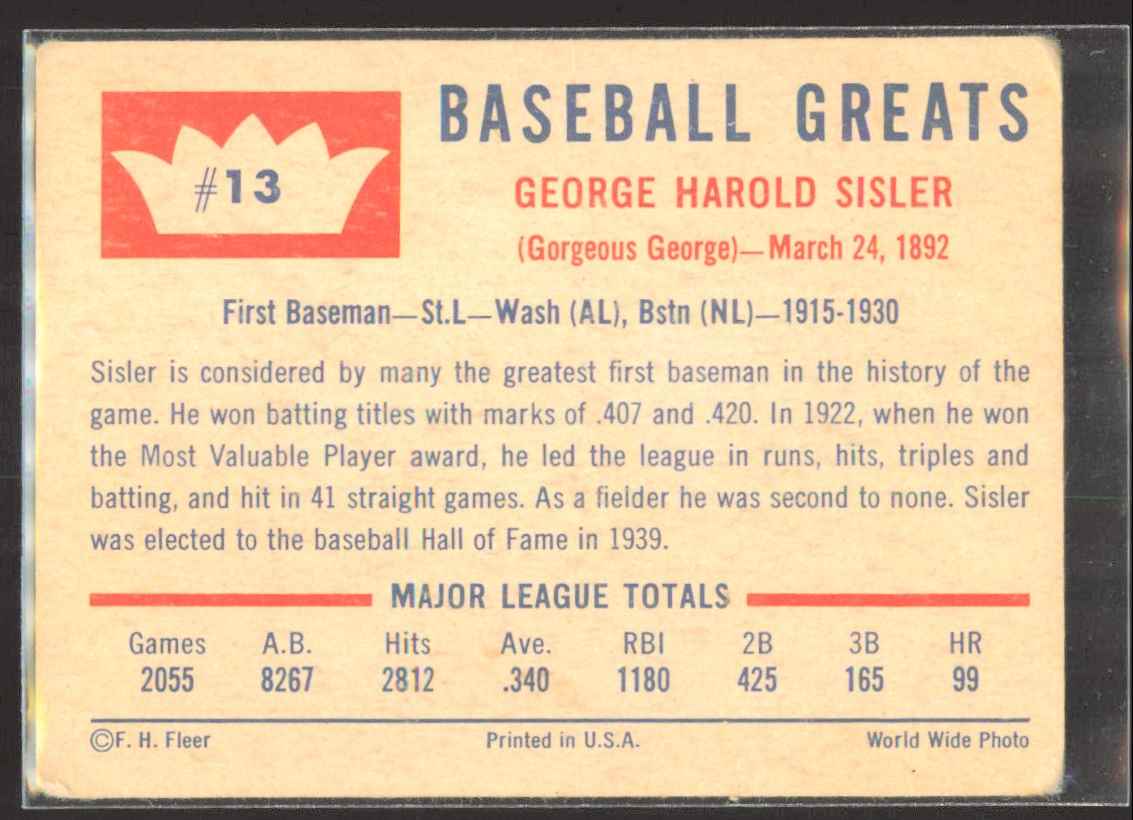 #13
BASEBALL GREATS
GEORGE HAROLD SISLER
(Gorgeous George)—March 24, 1892
First Baseman—St.L—Wash (AL), Bstn (NL)—1915-1930
Sisler is considered by many the greatest first baseman in the history of the
game. He won batting titles with marks of .407 and .420. In 1922, when he won
the Most Valuable Player award, he led the league in runs, hits, triples and
batting, and hit in 41 straight games. As a fielder he was second to none. Sisler
was elected to the baseball Hall of Fame in 1939.
MAJOR LEAGUE TOTALS
Games A.B. Hits Ave. RBI 2B 3B HR
2055 8267 2812 .340 1180 425 165 99
©F. H. Fleer Printed in U.S.A. World Wide Photo